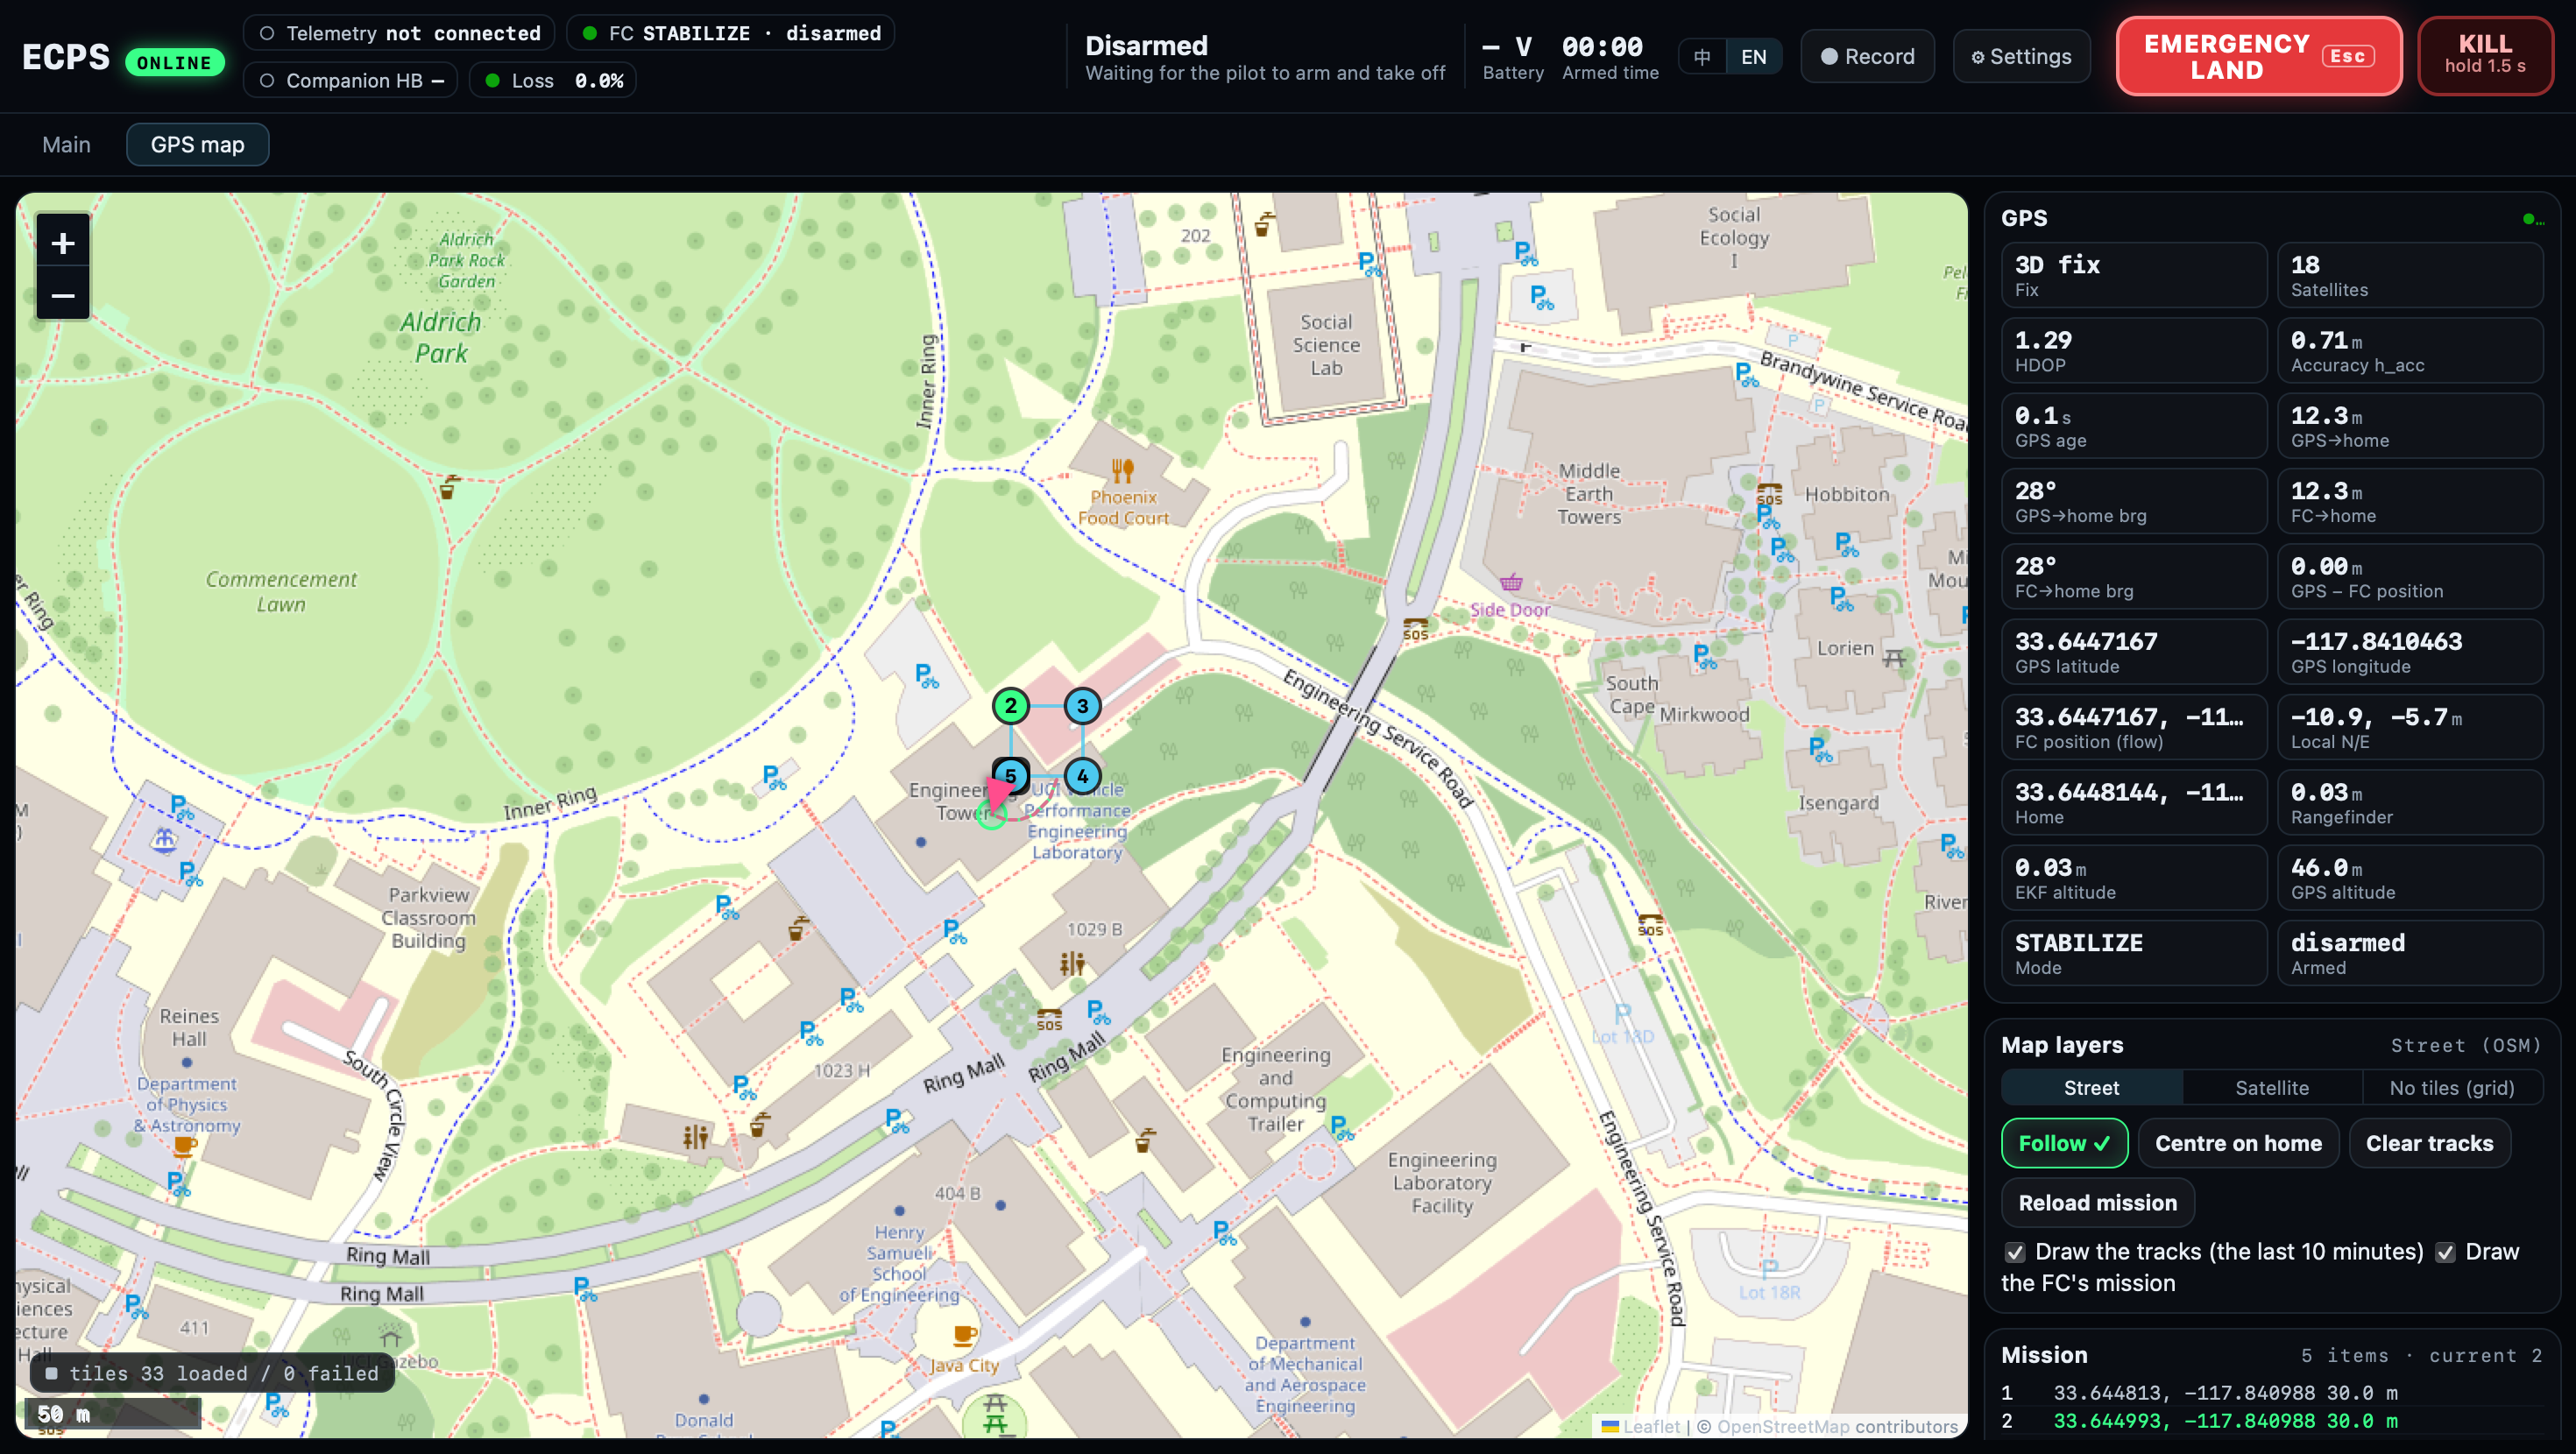 ECPS
ONLINE
Telemetry not connected
FC STABILIZE · disarmed
Companion HB –
Loss 0.0%
Disarmed
Waiting for the pilot to arm and take off
– V
Battery
00:00
Armed time
中
EN
Record
Settings
EMERGENCY
LAND
Esc
KILL
hold 1.5 s
Main
GPS map
+
−
Aldrich
Park Rock
Garden
Aldrich
Park
Commencement
Lawn
Inner Ring
Inner Ring
202
Social
Science
Lab
Social
Ecology
I
Brandywine Service Road
Phoenix
Food Court
Middle
Earth
Towers
Hobbiton
Side Door
Lorien
South
Cape
Mirkwood
Isengard
Engineering Service Road
2
3
5
4
Engineering
Tower
UCI Vehicle
Performance
Engineering
Laboratory
Parkview
Classroom
Building
1029 B
SOS
Reines
Hall
Department
of Physics
& Astronomy
South Circle View
1023 H
Ring Mall
Ring Mall
Engineering
and
Computing
Trailer
Lot 18D
Engineering
Laboratory
Facility
Engineering Service Road
404 B
Henry
Samueli
School
of Engineering
Ring Mall
Ring Mall
411
Java City
Department
of Mechanical
and Aerospace
Engineering
Lot 18R
Donald
tiles 33 loaded / 0 failed
50 m
Leaflet | © OpenStreetMap contributors
GPS
3D fix
Fix
18
Satellites
1.29
HDOP
0.71 m
Accuracy h_acc
0.1 s
GPS age
12.3 m
GPS→home
28°
GPS→home brg
12.3 m
FC→home
28°
FC→home brg
0.00 m
GPS – FC position
33.6447167
GPS latitude
−117.8410463
GPS longitude
33.6447167, −11…
FC position (flow)
−10.9, −5.7 m
Local N/E
33.6448144, −11…
Home
0.03 m
Rangefinder
0.03 m
EKF altitude
46.0 m
GPS altitude
STABILIZE
Mode
disarmed
Armed
Map layers
Street (OSM)
Street
Satellite
No tiles (grid)
Follow ✓
Centre on home
Clear tracks
Reload mission
Draw the tracks (the last 10 minutes)
Draw
the FC's mission
Mission
5 items · current 2
1 33.644813, −117.840988 30.0 m
2 33.644993, −117.840988 30.0 m